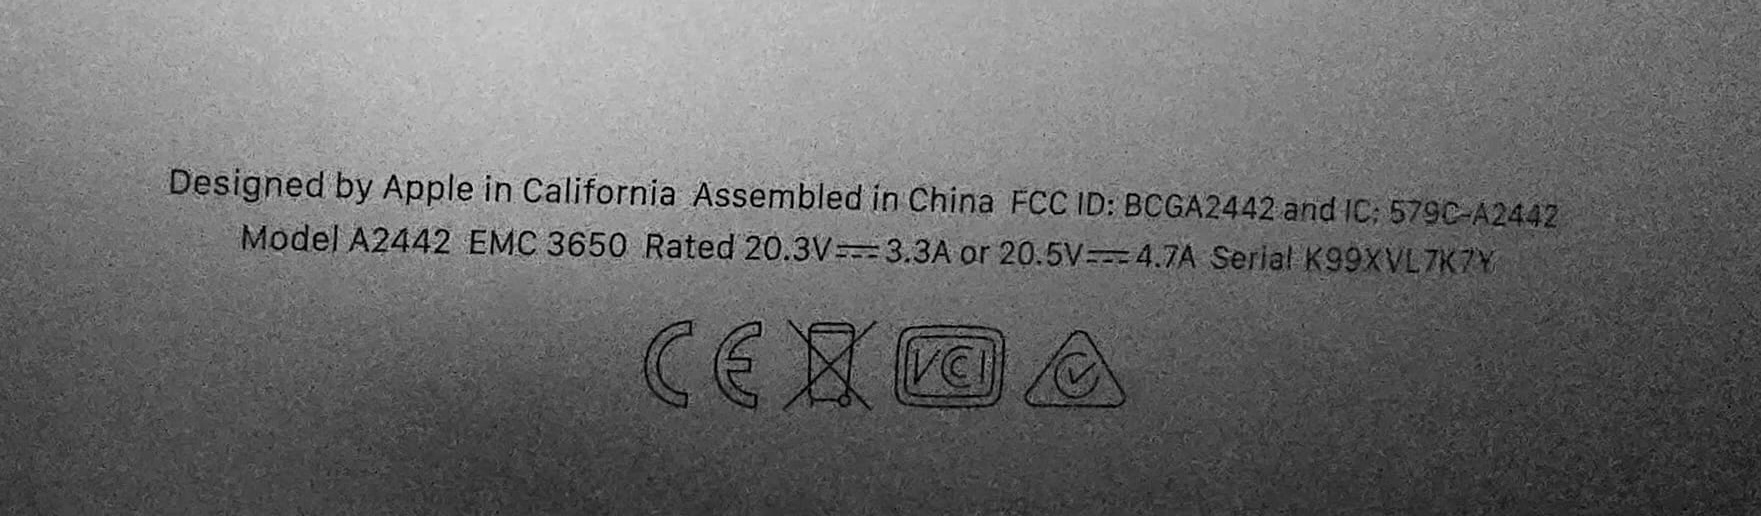 Designed by Apple in California Assembled in China FCC ID: BCGA2442 and IC: 579C-A2442
Model A2442 EMC 3650 Rated 20.3V⎓3.3A or 20.5V⎓4.7A Serial K99XVL7K7Y
CE VCI